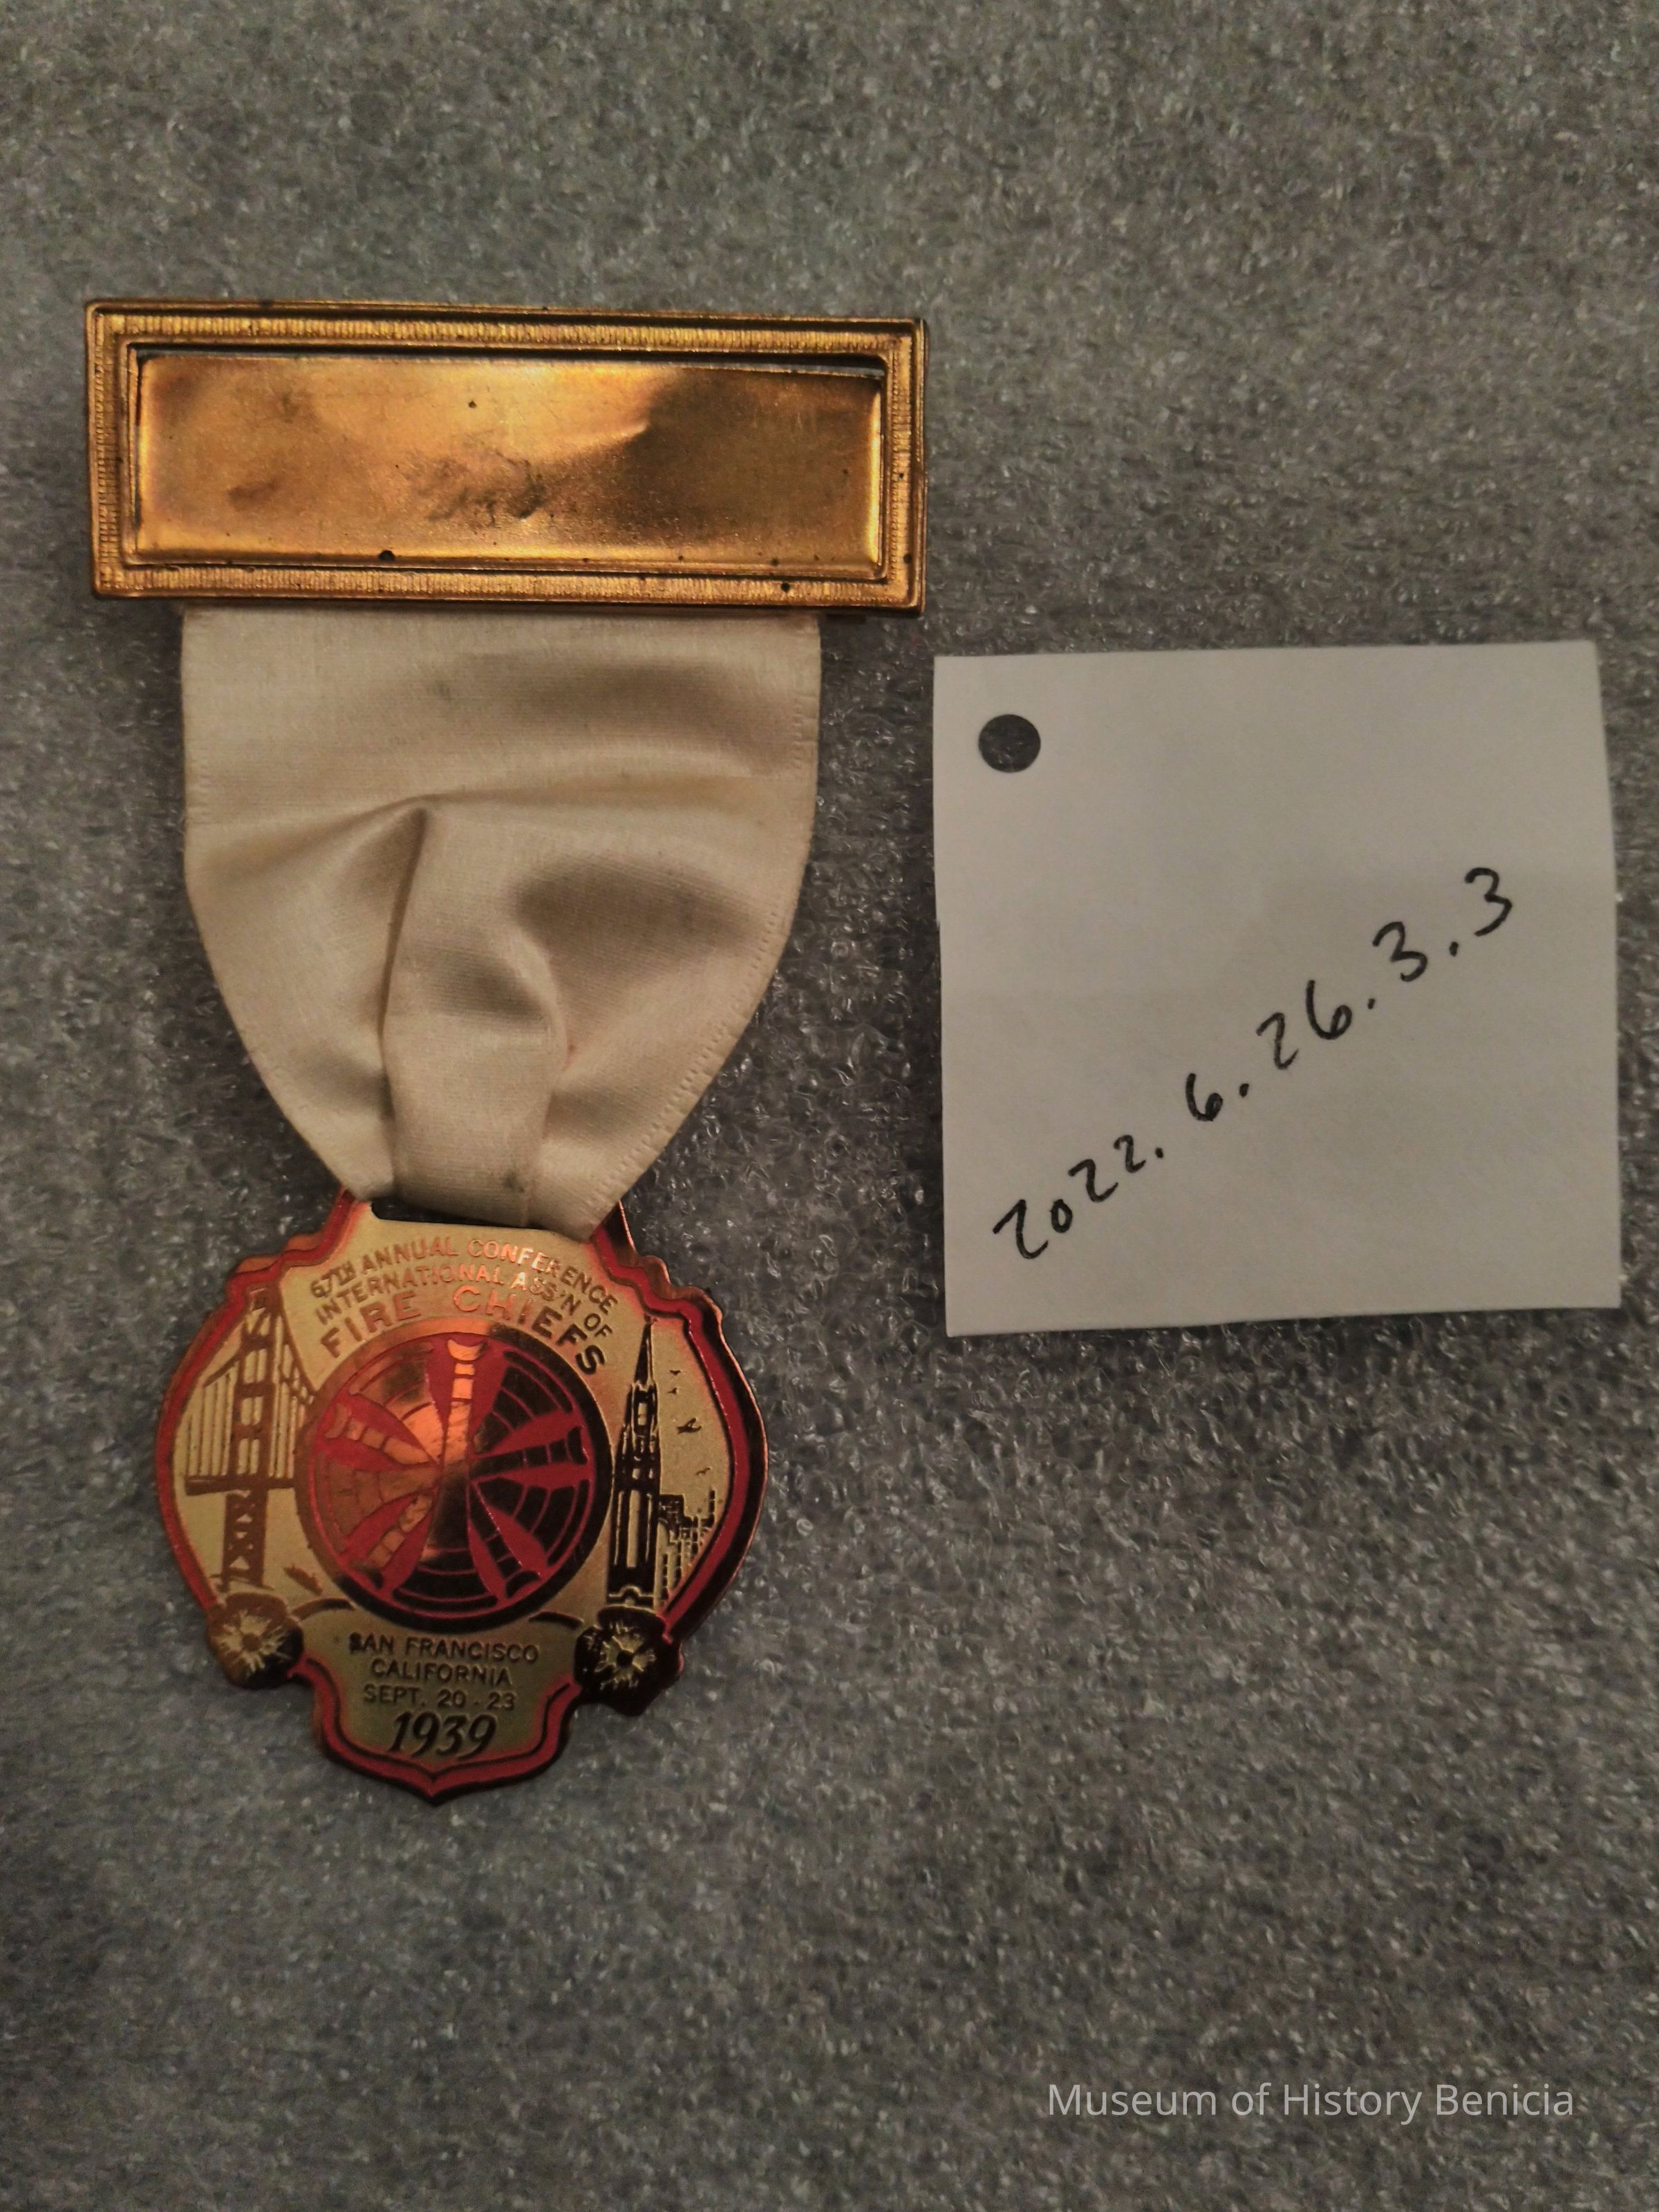 67TH ANNUAL CONFERENCE
INTERNATIONAL ASS'N OF
FIRE CHIEFS
SAN FRANCISCO
CALIFORNIA
SEPT. 20 - 23
1939
2022.6.26.3.3
Museum of History Benicia